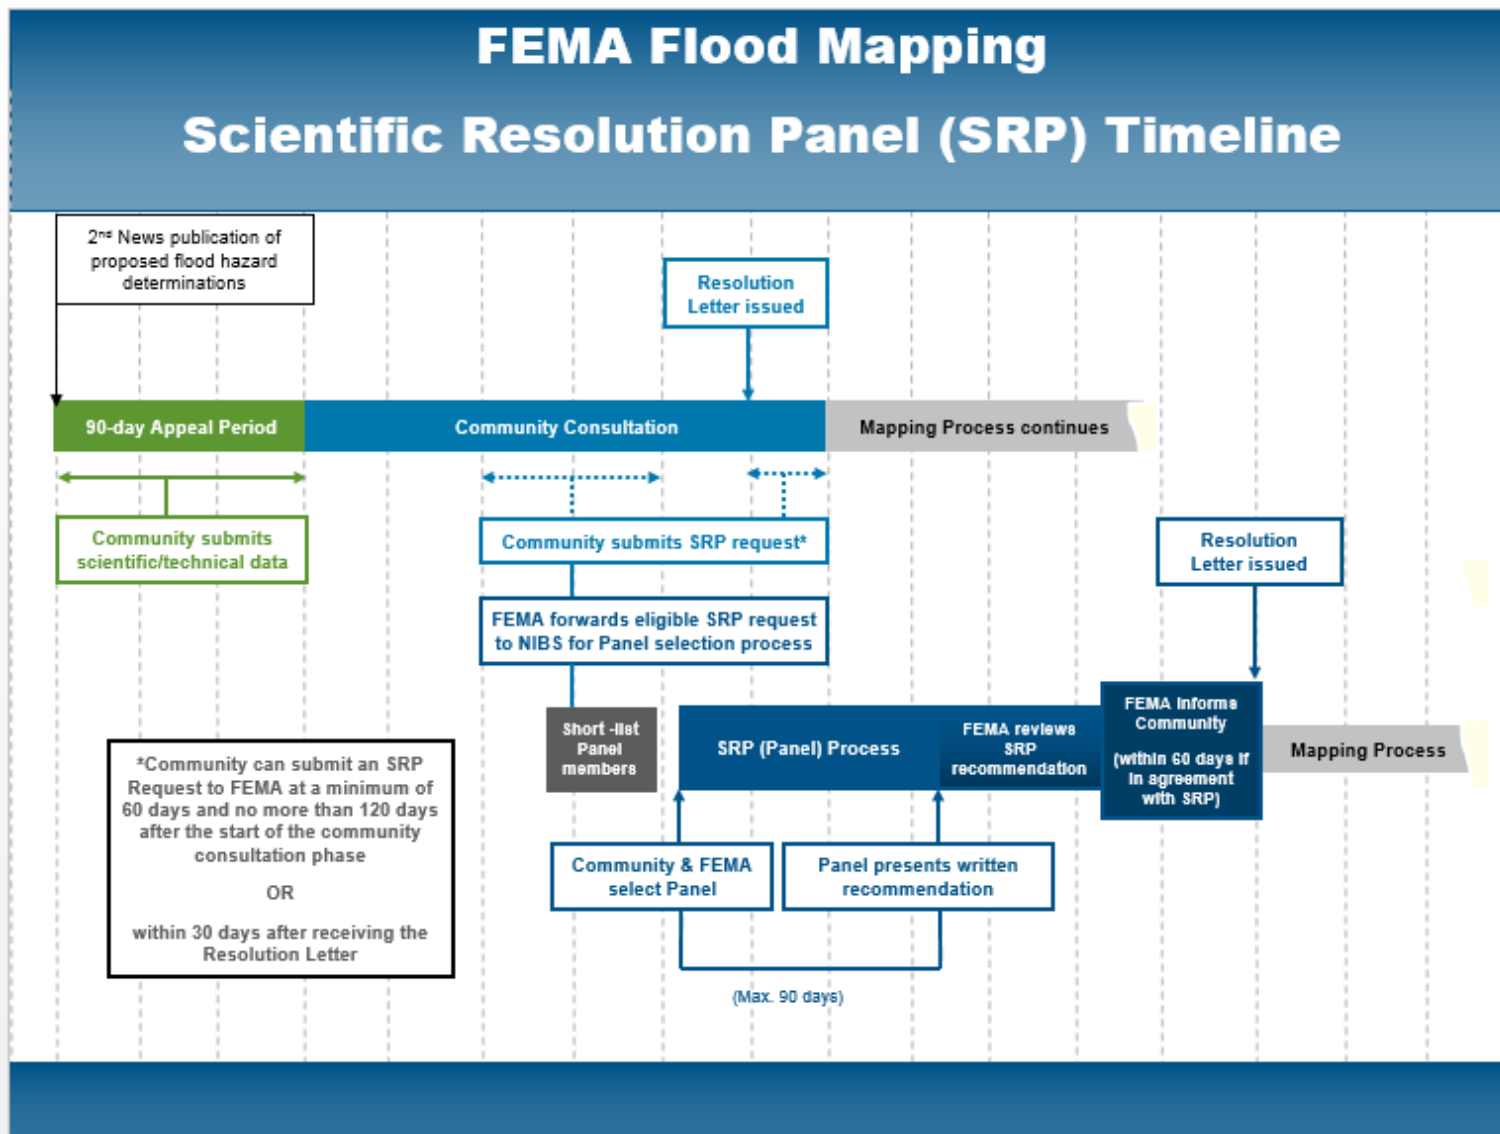 FEMA Flood Mapping
Scientific Resolution Panel (SRP) Timeline
2nd News publication of
proposed flood hazard
determinations
Resolution
Letter issued
90-day Appeal Period
Community Consultation
Mapping Process continues
Community submits
scientific/technical data
Community submits SRP request*
Resolution
Letter issued
FEMA forwards eligible SRP request
to NIBS for Panel selection process
Short -list
Panel
members
SRP (Panel) Process
FEMA reviews
SRP
recommendation
FEMA Informs
Community
(within 60 days if
in agreement
with SRP)
Mapping Process
*Community can submit an SRP
Request to FEMA at a minimum of
60 days and no more than 120 days
after the start of the community
consultation phase
OR
within 30 days after receiving the
Resolution Letter
Community & FEMA
select Panel
Panel presents written
recommendation
(Max. 90 days)